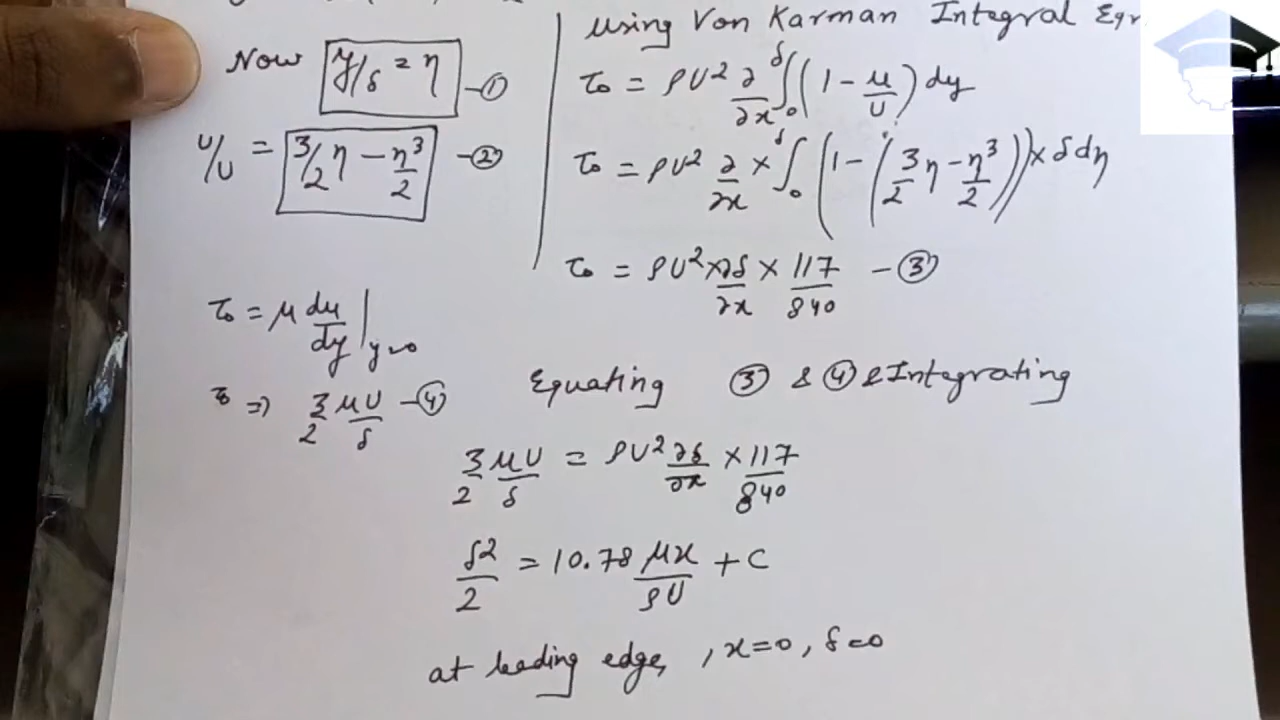 Using Von Karman Integral Eqn
Now y/δ = η -①
u/U = 3/2 η - η³/2 -②
τ₀ = ρU² ∂/∂x ∫₀^δ (1 - u/U) dy
τ₀ = ρU² ∂/∂x × ∫₀^δ (1 - (3/2 η - η³/2)) × δ dη
τ₀ = ρU² × ∂δ/∂x × 117/840 -③
τ₀ = μ du/dy |y=0
τ₀ => 3/2 μU/δ -④
Equating ③ & ④ & Integrating
3/2 μU/δ = ρU² ∂δ/∂x × 117/840
δ²/2 = 10.78 μx/ρU + C
at leading edge, , x=0, δ=0